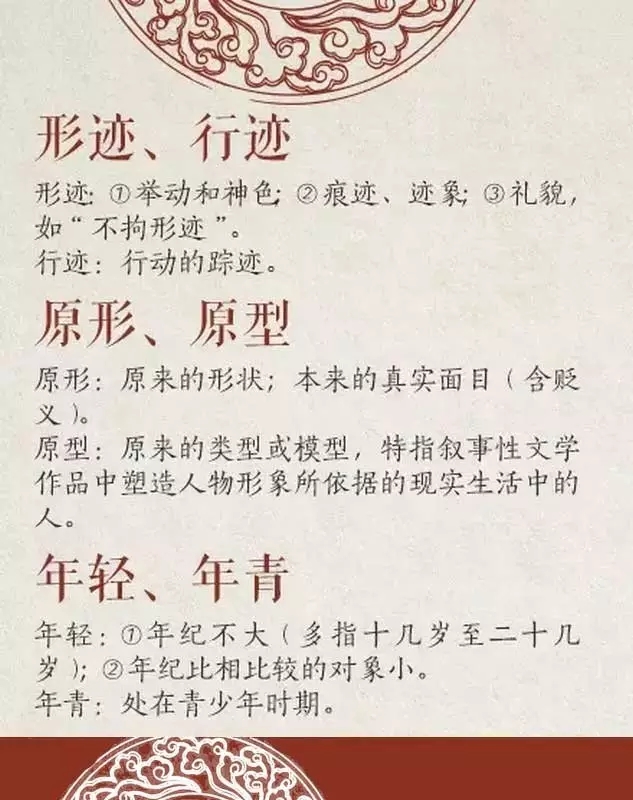 形迹、行迹
形迹：①举动和神色；②痕迹、迹象；③礼貌，
如“不拘形迹”。
行迹：行动的踪迹。
原形、原型
原形：原来的形状；本来的真实面目（含贬
义）。
原型：原来的类型或模型，特指叙事性文学
作品中塑造人物形象所依据的现实生活中的
人。
年轻、年青
年轻：①年纪不大（多指十几岁至二十几
岁）；②年纪比相比较的对象小。
年青：处在青少年时期。